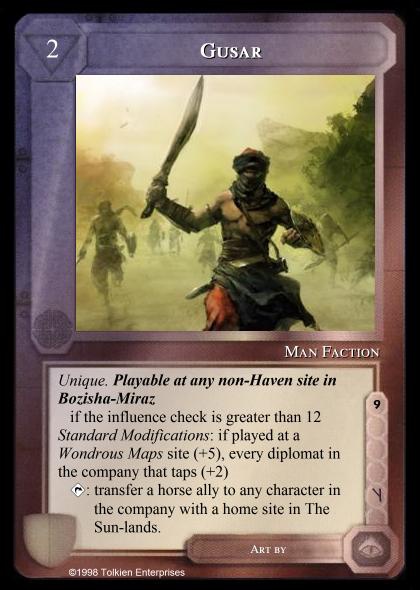 2
Gusar
Man Faction
Unique. Playable at any non-Haven site in
Bozisha-Miraz
if the influence check is greater than 12
Standard Modifications: if played at a
Wondrous Maps site (+5), every diplomat in
the company that taps (+2)
: transfer a horse ally to any character in
the company with a home site in The
Sun-lands.
9
Art by
©1998 Tolkien Enterprises